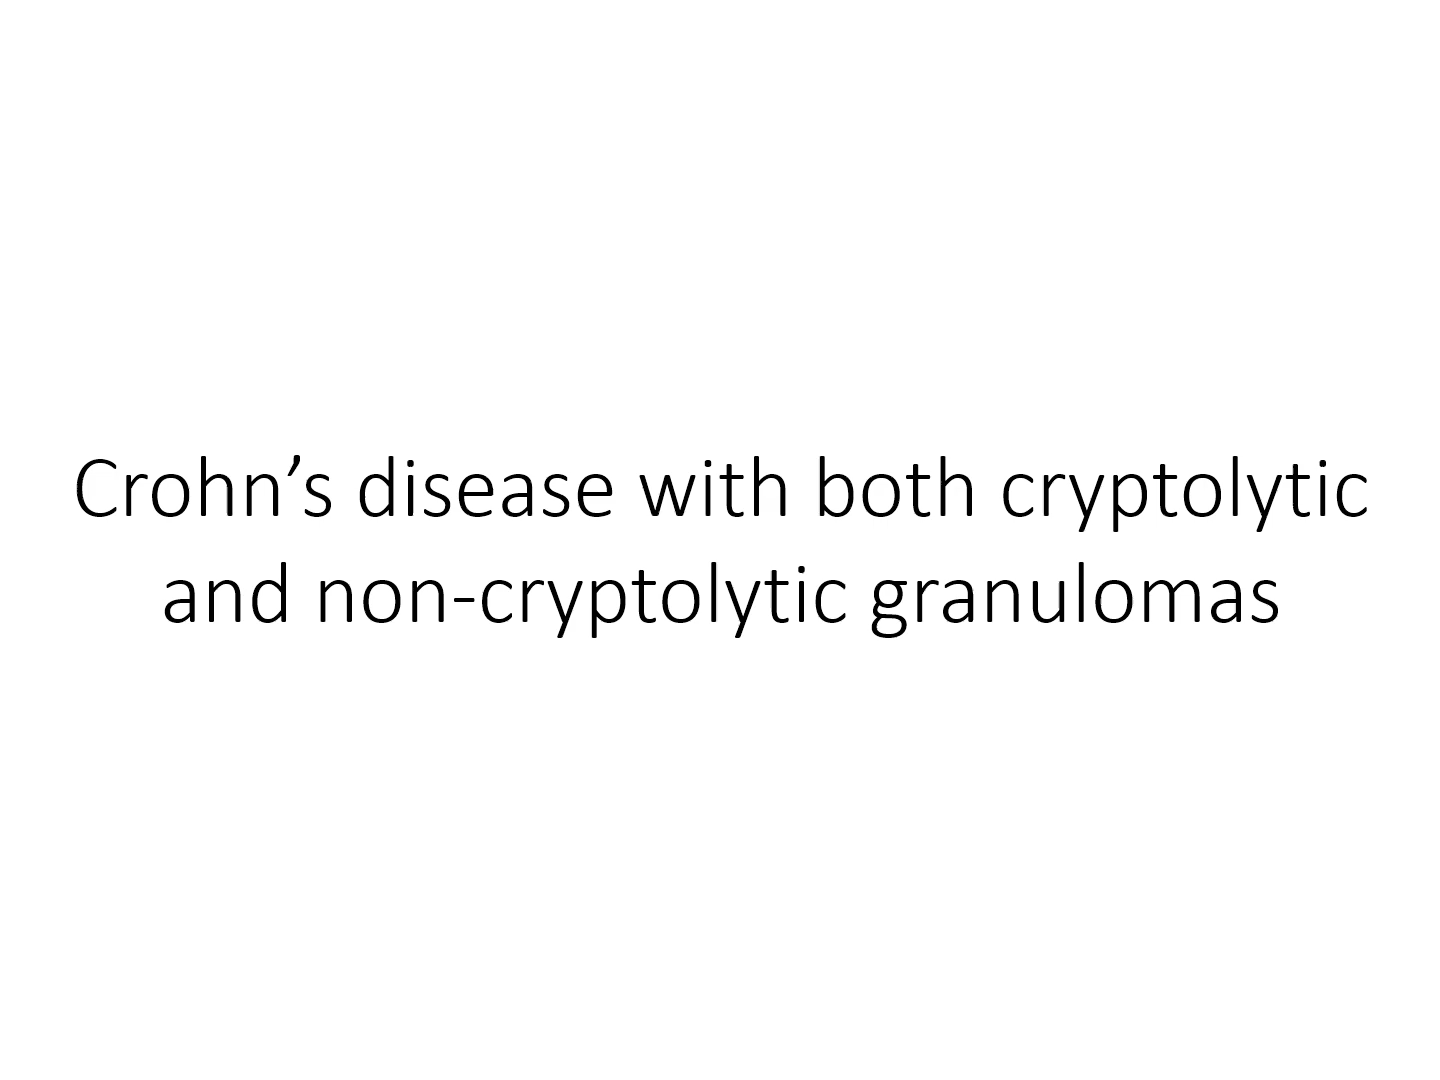 Crohn’s disease with both cryptolytic
and non-cryptolytic granulomas